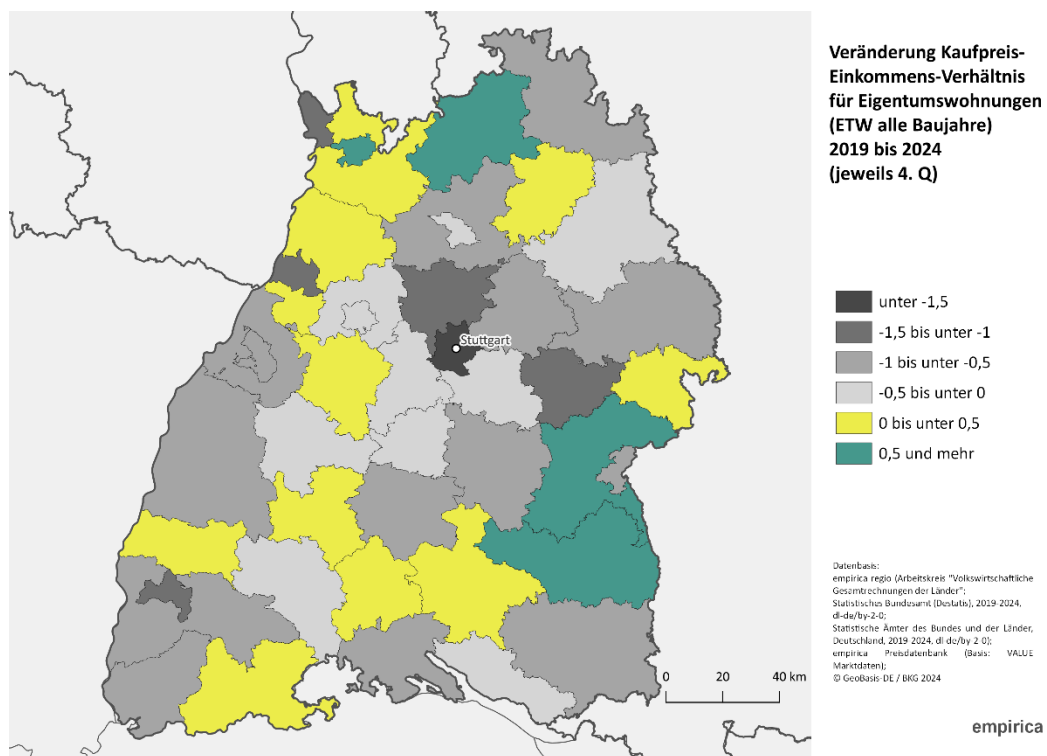 Veränderung Kaufpreis-
Einkommens-Verhältnis
für Eigentumswohnungen
(ETW alle Baujahre)
2019 bis 2024
(jeweils 4. Q)
unter -1,5
-1,5 bis unter -1
-1 bis unter -0,5
-0,5 bis unter 0
0 bis unter 0,5
0,5 und mehr
Stuttgart
0 20 40 km
Datenbasis:
empirica regio (Arbeitskreis "Volkswirtschaftliche
Gesamtrechnungen der Länder";
Statistisches Bundesamt (Destatis), 2019-2024,
dl-de/by-2-0;
Statistische Ämter des Bundes und der Länder,
Deutschland, 2019 2024, dl de/by 2 0);
empirica Preisdatenbank (Basis: VALUE
Marktdaten);
© GeoBasis-DE / BKG 2024
empirica